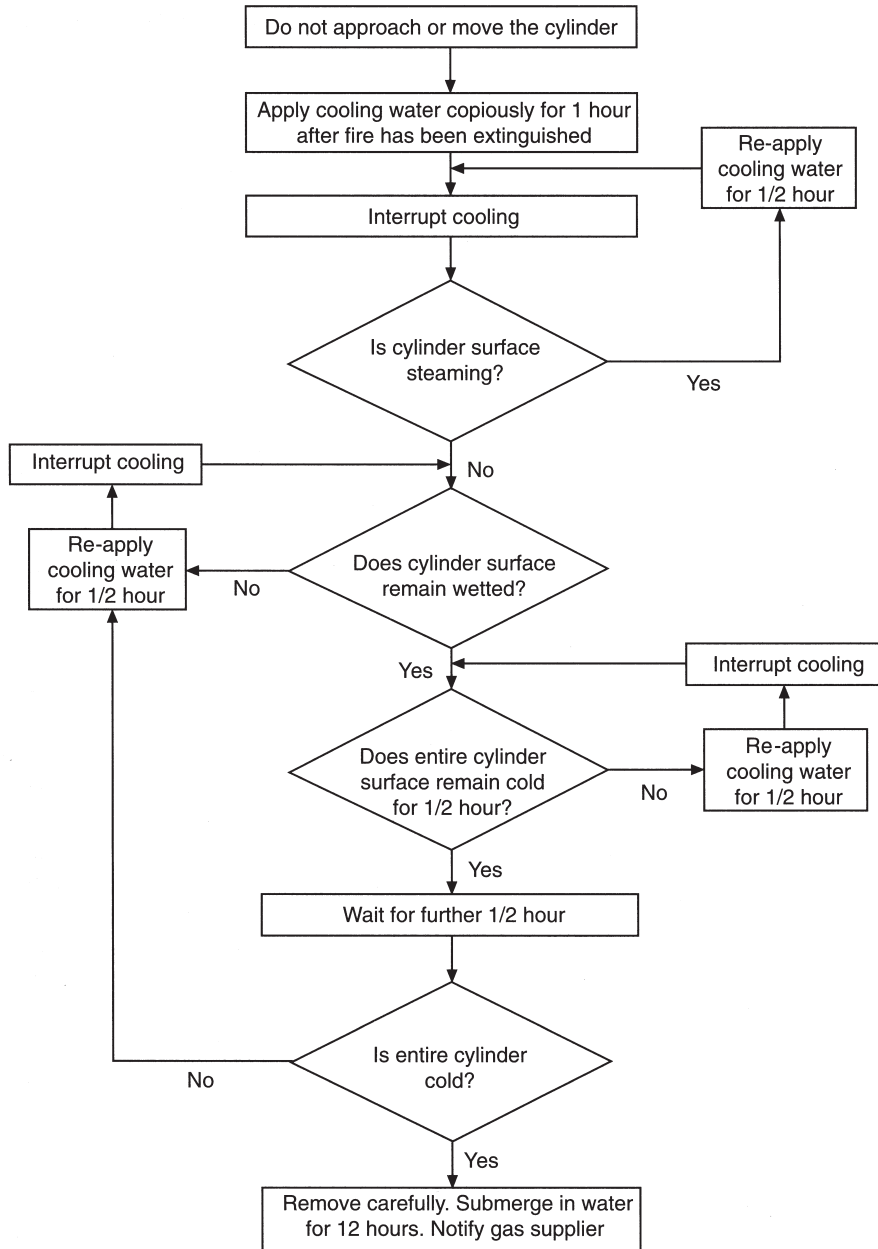 Do not approach or move the cylinder
Apply cooling water copiously for 1 hour
after fire has been extinguished
Re-apply
cooling water
for 1/2 hour
Interrupt cooling
Is cylinder surface
steaming?
Yes
No
Interrupt cooling
Re-apply
cooling water
for 1/2 hour
No
Does cylinder surface
remain wetted?
Yes
Interrupt cooling
Does entire cylinder
surface remain cold
for 1/2 hour?
No
Re-apply
cooling water
for 1/2 hour
Yes
Wait for further 1/2 hour
Is entire cylinder
cold?
No
Yes
Remove carefully. Submerge in water
for 12 hours. Notify gas supplier